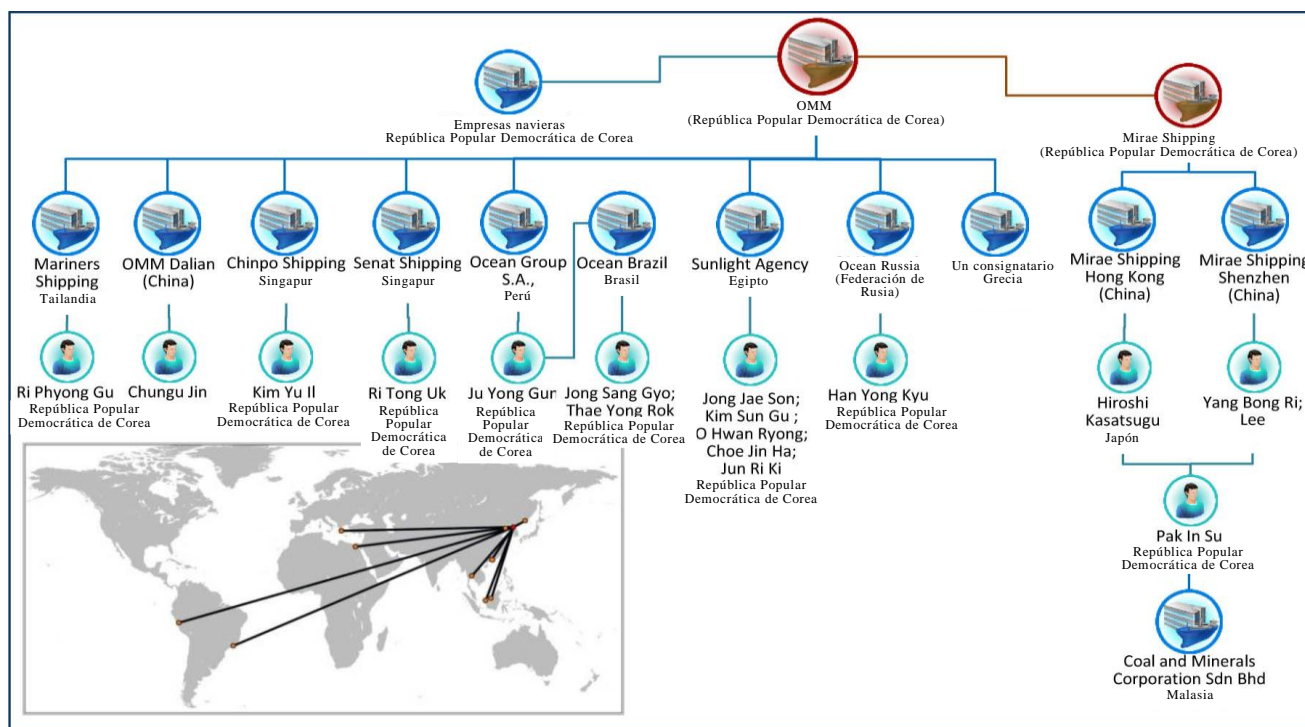 OMM
(República Popular Democrática de Corea)
Empresas navieras
República Popular Democrática de Corea
Mirae Shipping
(República Popular Democrática de Corea)
Mariners
Shipping
Tailandia
OMM Dalian
(China)
Chinpo Shipping
Singapur
Senat Shipping
Singapur
Ocean Group
S.A.,
Perú
Ocean Brazil
Brasil
Sunlight Agency
Egipto
Ocean Russia
(Federación de
Rusia)
Un consignatario
Grecia
Mirae Shipping
Hong Kong
(China)
Mirae Shipping
Shenzhen
(China)
Ri Phyong Gu
República Popular
Democrática de Corea
Chungu Jin
Kim Yu Il
República Popular
Democrática de Corea
Ri Tong Uk
República
Popular
Democrática
de Corea
Ju Yong Gun
República
Popular
Democrática
de Corea
Jong Sang Gyo;
Thae Yong Rok
República Popular
Democrática de Corea
Jong Jae Son;
Kim Sun Gu ;
O Hwan Ryong;
Choe Jin Ha;
Jun Ri Ki
República Popular
Democrática de Corea
Han Yong Kyu
República Popular
Democrática de Corea
Hiroshi
Kasatsugu
Japón
Yang Bong Ri;
Lee
Pak In Su
República Popular
Democrática de Corea
Coal and Minerals
Corporation Sdn Bhd
Malasia